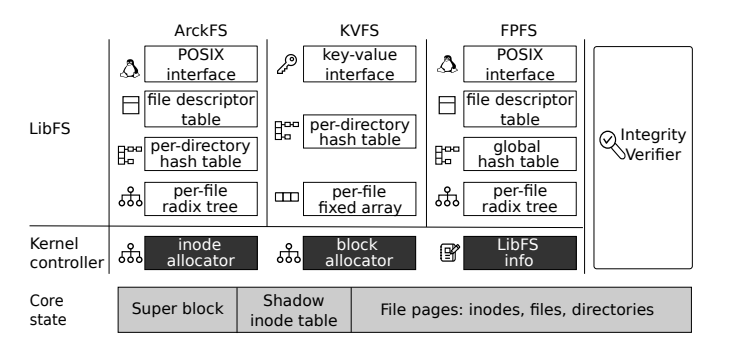 ArckFS
KVFS
FPFS
LibFS
POSIX
interface
file descriptor
table
per-directory
hash table
per-file
radix tree
key-value
interface
per-directory
hash table
per-file
fixed array
POSIX
interface
file descriptor
table
global
hash table
per-file
radix tree
Integrity
Verifier
Kernel
controller
inode
allocator
block
allocator
LibFS
info
Core
state
Super block
Shadow
inode table
File pages: inodes, files, directories